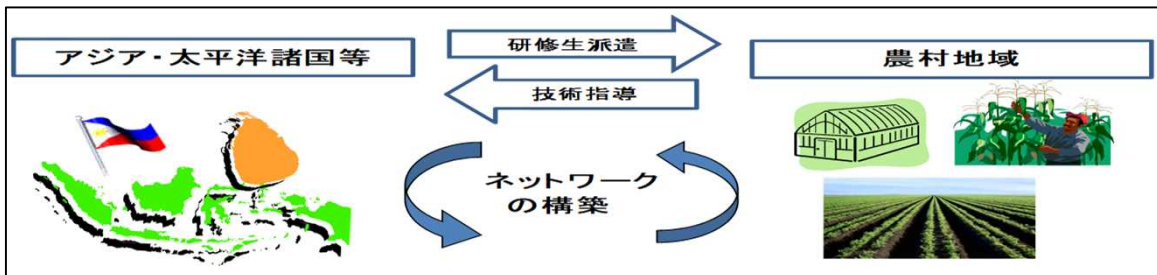 アジア・太平洋諸国等
研修生派遣
技術指導
農村地域
ネットワーク
の構築